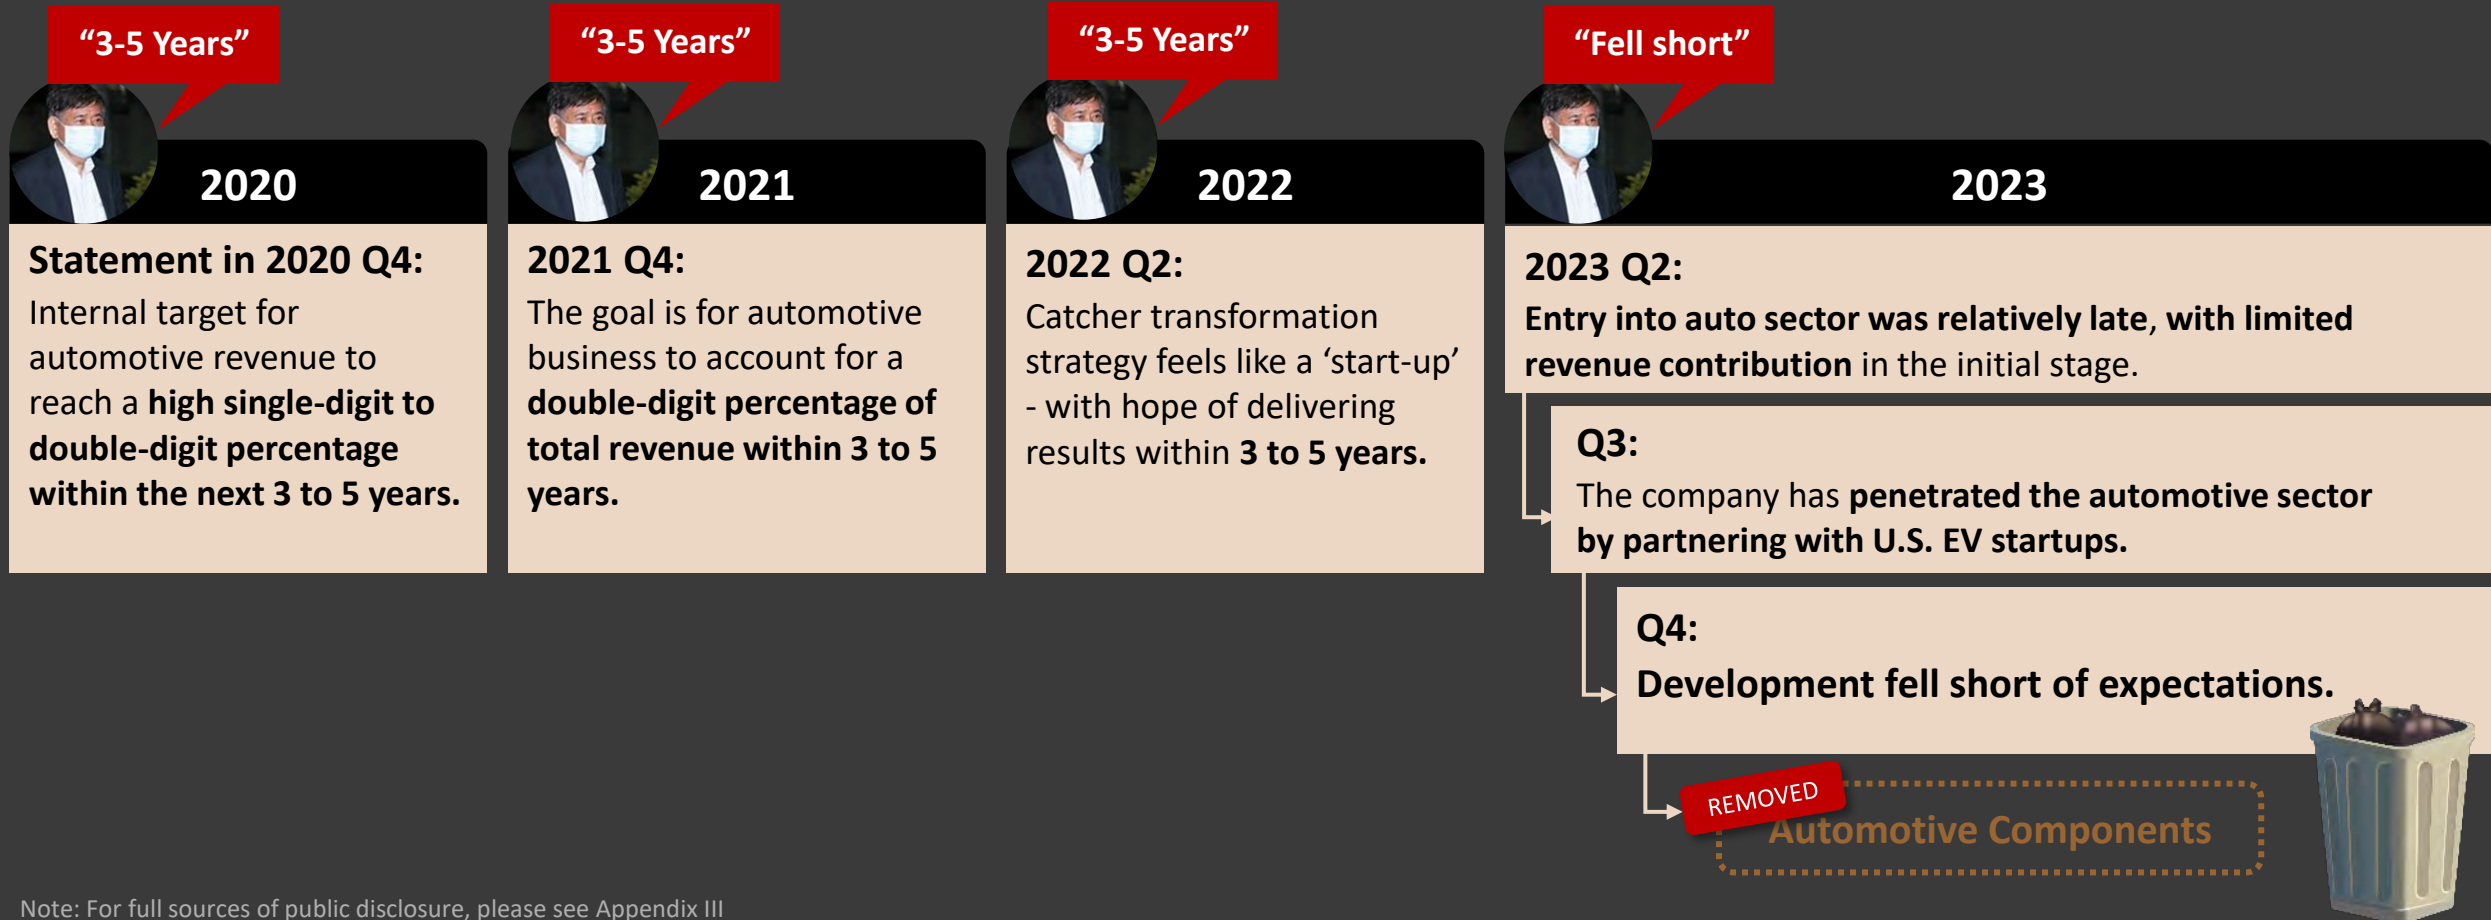 “3-5 Years”
2020
Statement in 2020 Q4:
Internal target for
automotive revenue to
reach a high single-digit to
double-digit percentage
within the next 3 to 5 years.
“3-5 Years”
2021
2021 Q4:
The goal is for automotive
business to account for a
double-digit percentage of
total revenue within 3 to 5
years.
“3-5 Years”
2022
2022 Q2:
Catcher transformation
strategy feels like a ‘start-up’
- with hope of delivering
results within 3 to 5 years.
“Fell short”
2023
2023 Q2:
Entry into auto sector was relatively late, with limited
revenue contribution in the initial stage.
Q3:
The company has penetrated the automotive sector
by partnering with U.S. EV startups.
Q4:
Development fell short of expectations.
REMOVED
Automotive Components
Note: For full sources of public disclosure, please see Appendix III